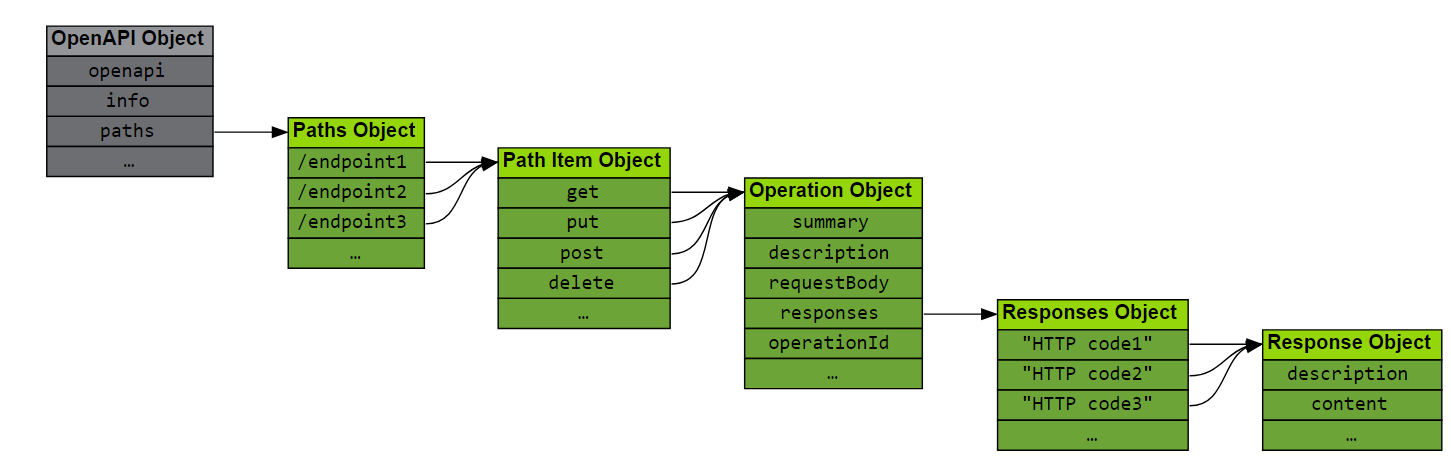 OpenAPI Object
openapi
info
paths
…
Paths Object
/endpoint1
/endpoint2
/endpoint3
…
Path Item Object
get
put
post
delete
…
Operation Object
summary
description
requestBody
responses
operationId
…
Responses Object
"HTTP code1"
"HTTP code2"
"HTTP code3"
…
Response Object
description
content
…